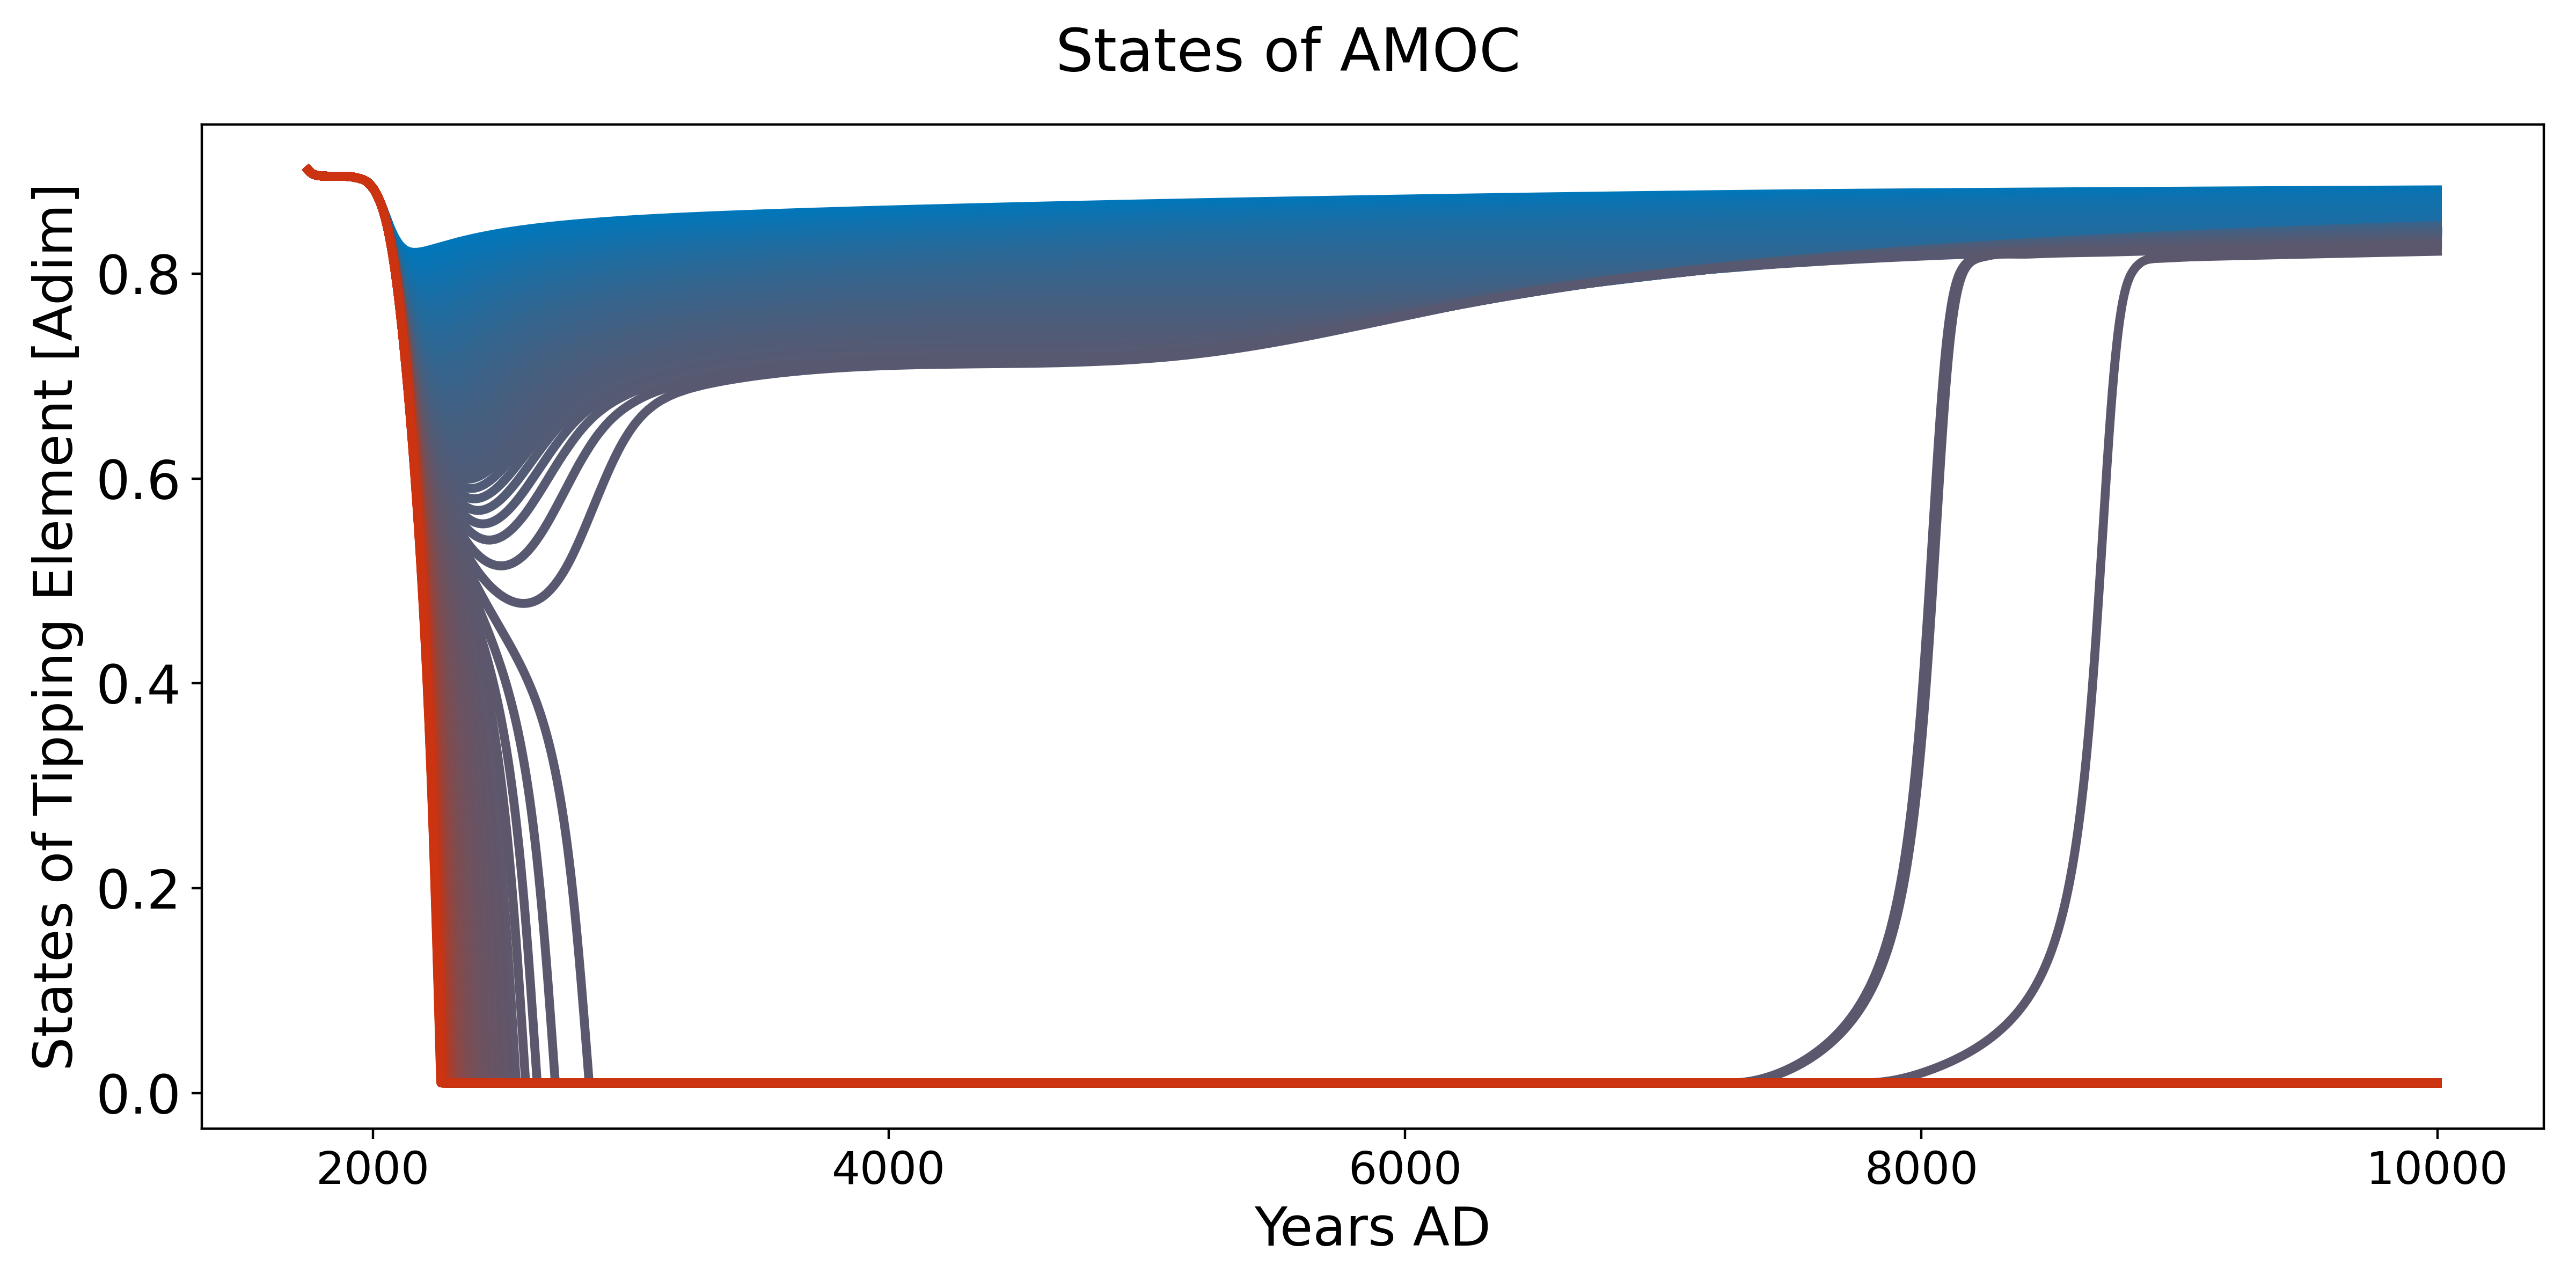 States of AMOC
States of Tipping Element [Adim]
0.8
0.6
0.4
0.2
0.0
2000 4000 6000 8000 10000
Years AD